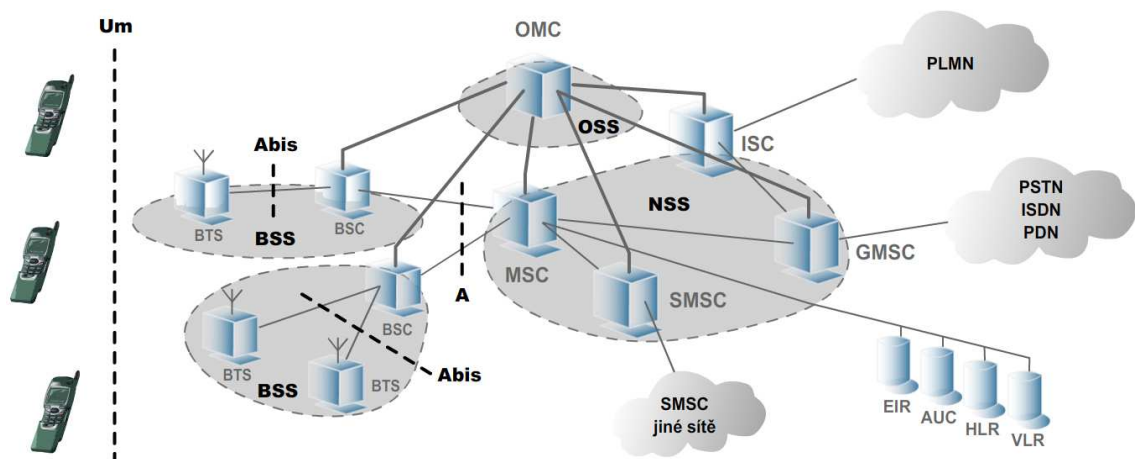 Um
OMC
PLMN
OSS
ISC
Abis
BTS
BSC
BSS
NSS
PSTN
ISDN
PDN
MSC
GMSC
A
SMSC
BSC
BTS
BSS
BTS
Abis
SMSC
jiné sítě
EIR
AUC
HLR
VLR